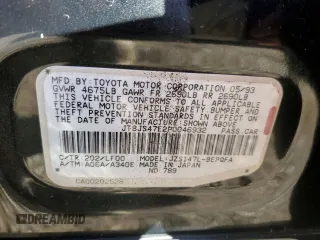 MFD. BY: TOYOTA MOTOR CORPORATION 05/93
GVWR 4675LB GAWR FR 2690LB RR 2690LB
THIS VEHICLE CONFORMS TO ALL APPLICABLE
FEDERAL MOTOR VEHICLE SAFETY, BUMPER, AND
THEFT PREVENTION STANDARDS IN EFFECT ON
THE DATE OF MANUFACTURE SHOWN ABOVE.
JT8JS47E2P0046932 PASS. CAR
C/TR: 202/LF00 MODEL: JZS147L-BEPQFA
A/TM: A06A/A340E MADE IN JAPAN
NO. 789
DREAMBID